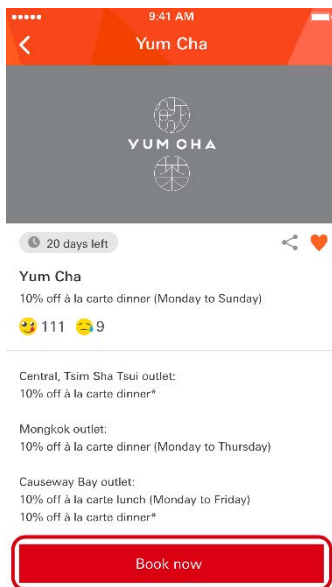 9:41 AM
Yum Cha
飲
YUM CHA
茶
20 days left
Yum Cha
10% off à la carte dinner (Monday to Sunday)
111 9
Central, Tsim Sha Tsui outlet:
10% off à la carte dinner*
Mongkok outlet:
10% off à la carte dinner (Monday to Thursday)
Causeway Bay outlet:
10% off à la carte lunch (Monday to Friday)
10% off à la carte dinner*
Book now